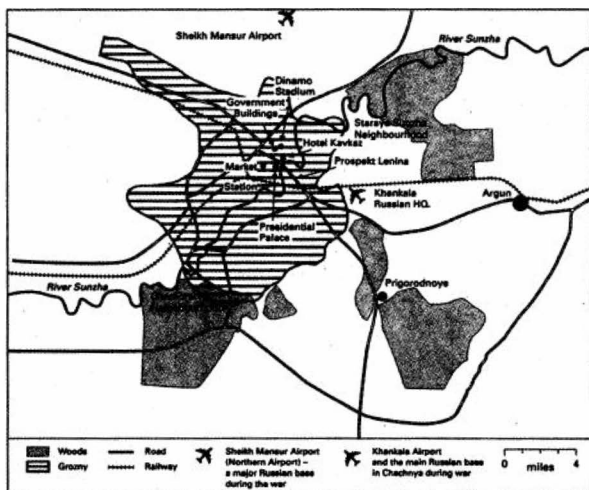 Sheikh Mansur Airport
River Sunzha
Dinamo
Stadium
Government
Buildings
Staraya Sunzha
Neighbourhood
Hotel Kavkaz
Market
Prospekt Lenina
Station
Khankala
Russian HQ.
Argun
Presidential
Palace
River Sunzha
Prigorodnoye
Woods
Grozny
Road
Railway
Sheikh Mansur Airport
(Northern Airport) –
a major Russian base
during the war
Khankala Airport
and the main Russian base
in Chechnya during war
0 4
miles